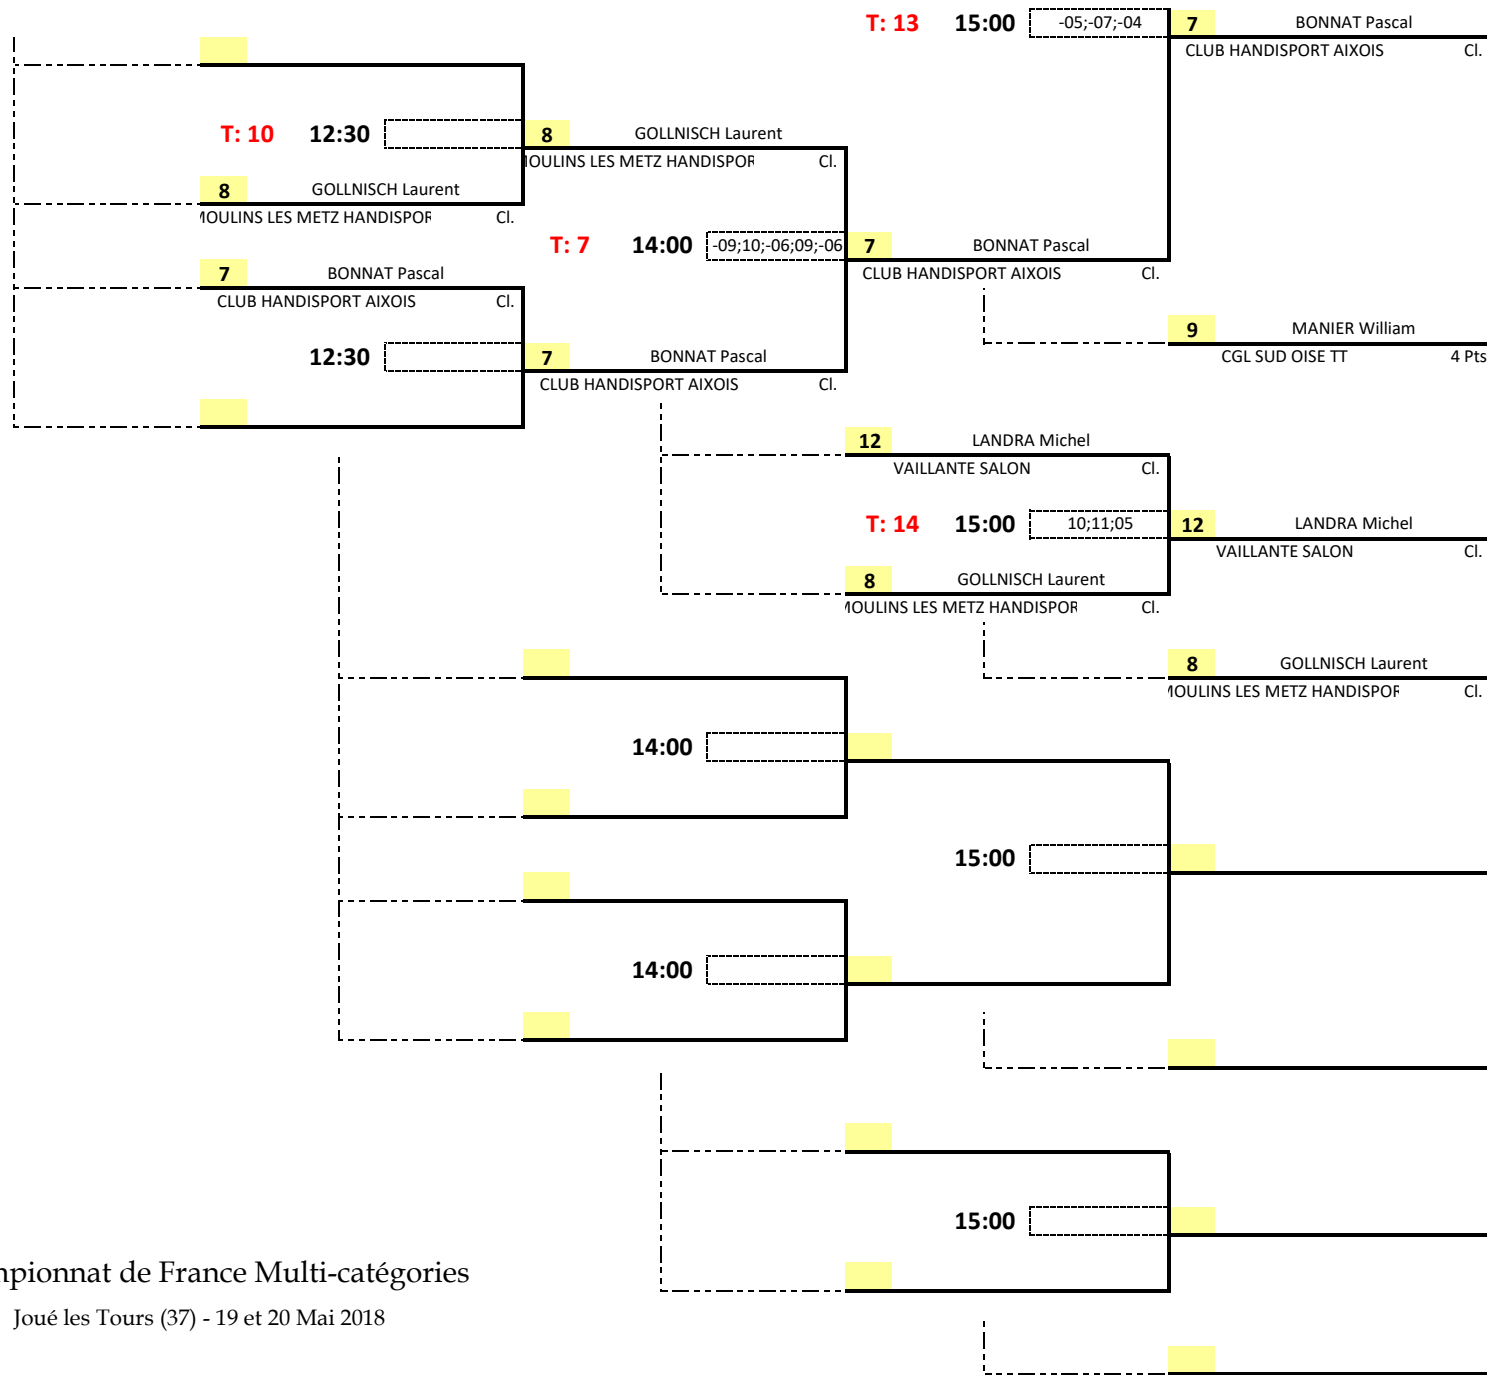 T: 13 15:00 -05;-07;-04 7 BONNAT Pascal
CLUB HANDISPORT AIXOIS Cl.
T: 10 12:30 8 GOLLNISCH Laurent
MOULINS LES METZ HANDISPOR Cl.
8 GOLLNISCH Laurent
MOULINS LES METZ HANDISPOR Cl.
T: 7 14:00 -09;10;-06;09;-06 7 BONNAT Pascal
CLUB HANDISPORT AIXOIS Cl.
7 BONNAT Pascal
CLUB HANDISPORT AIXOIS Cl.
9 MANIER William
CGL SUD OISE TT 4 Pts
12:30 7 BONNAT Pascal
CLUB HANDISPORT AIXOIS Cl.
12 LANDRA Michel
VAILLANTE SALON Cl.
T: 14 15:00 10;11;05 12 LANDRA Michel
VAILLANTE SALON Cl.
8 GOLLNISCH Laurent
MOULINS LES METZ HANDISPOR Cl.
8 GOLLNISCH Laurent
MOULINS LES METZ HANDISPOR Cl.
14:00
15:00
14:00
15:00
mpionnat de France Multi-catégories
Joué les Tours (37) - 19 et 20 Mai 2018